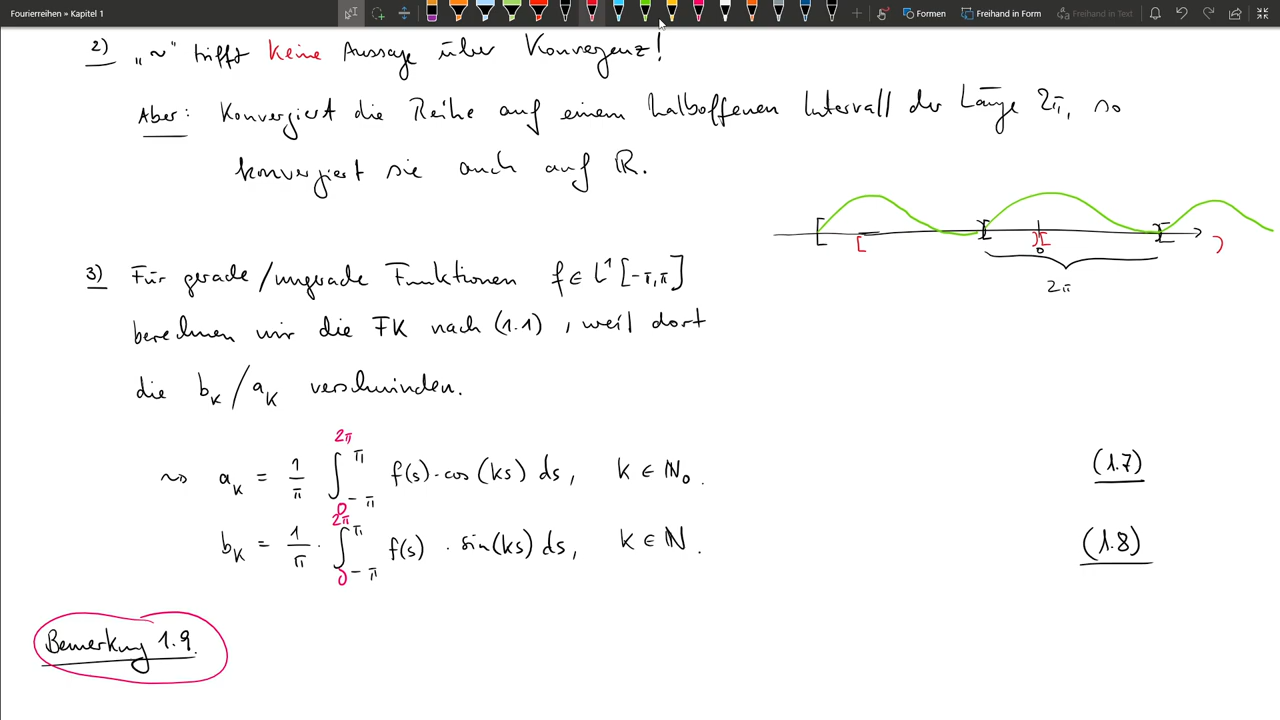 Fourierreihen » Kapitel 1
Formen
Freihand in Form
Freihand in Text
2) „~" trifft keine Aussage über Konvergenz!
Aber: Konvergiert die Reihe auf einem halboffenen Intervall der Länge 2π, so
konvergiert sie auch auf ℝ.
[ ][ ][
[ )[ )
0
2π
3) Für gerade/ungerade Funktionen f ∈ L¹ [-π,π]
berechnen wir die FK nach (1.1), weil dort
die b_k / a_k verschwinden.
2π
⇝ a_k = 1/π ∫_{-π}^{π} f(s)·cos(ks) ds, k ∈ ℕ₀. (1.7)
0
2π
b_k = 1/π · ∫_{-π}^{π} f(s) · sin(ks) ds, k ∈ ℕ. (1.8)
0
Bemerkung 1.9.